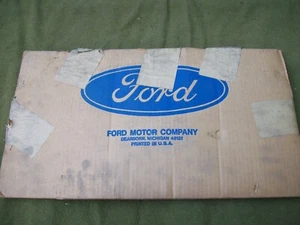 Ford
FORD MOTOR COMPANY
DEARBORN, MICHIGAN 48121
PRINTED IN U.S.A.